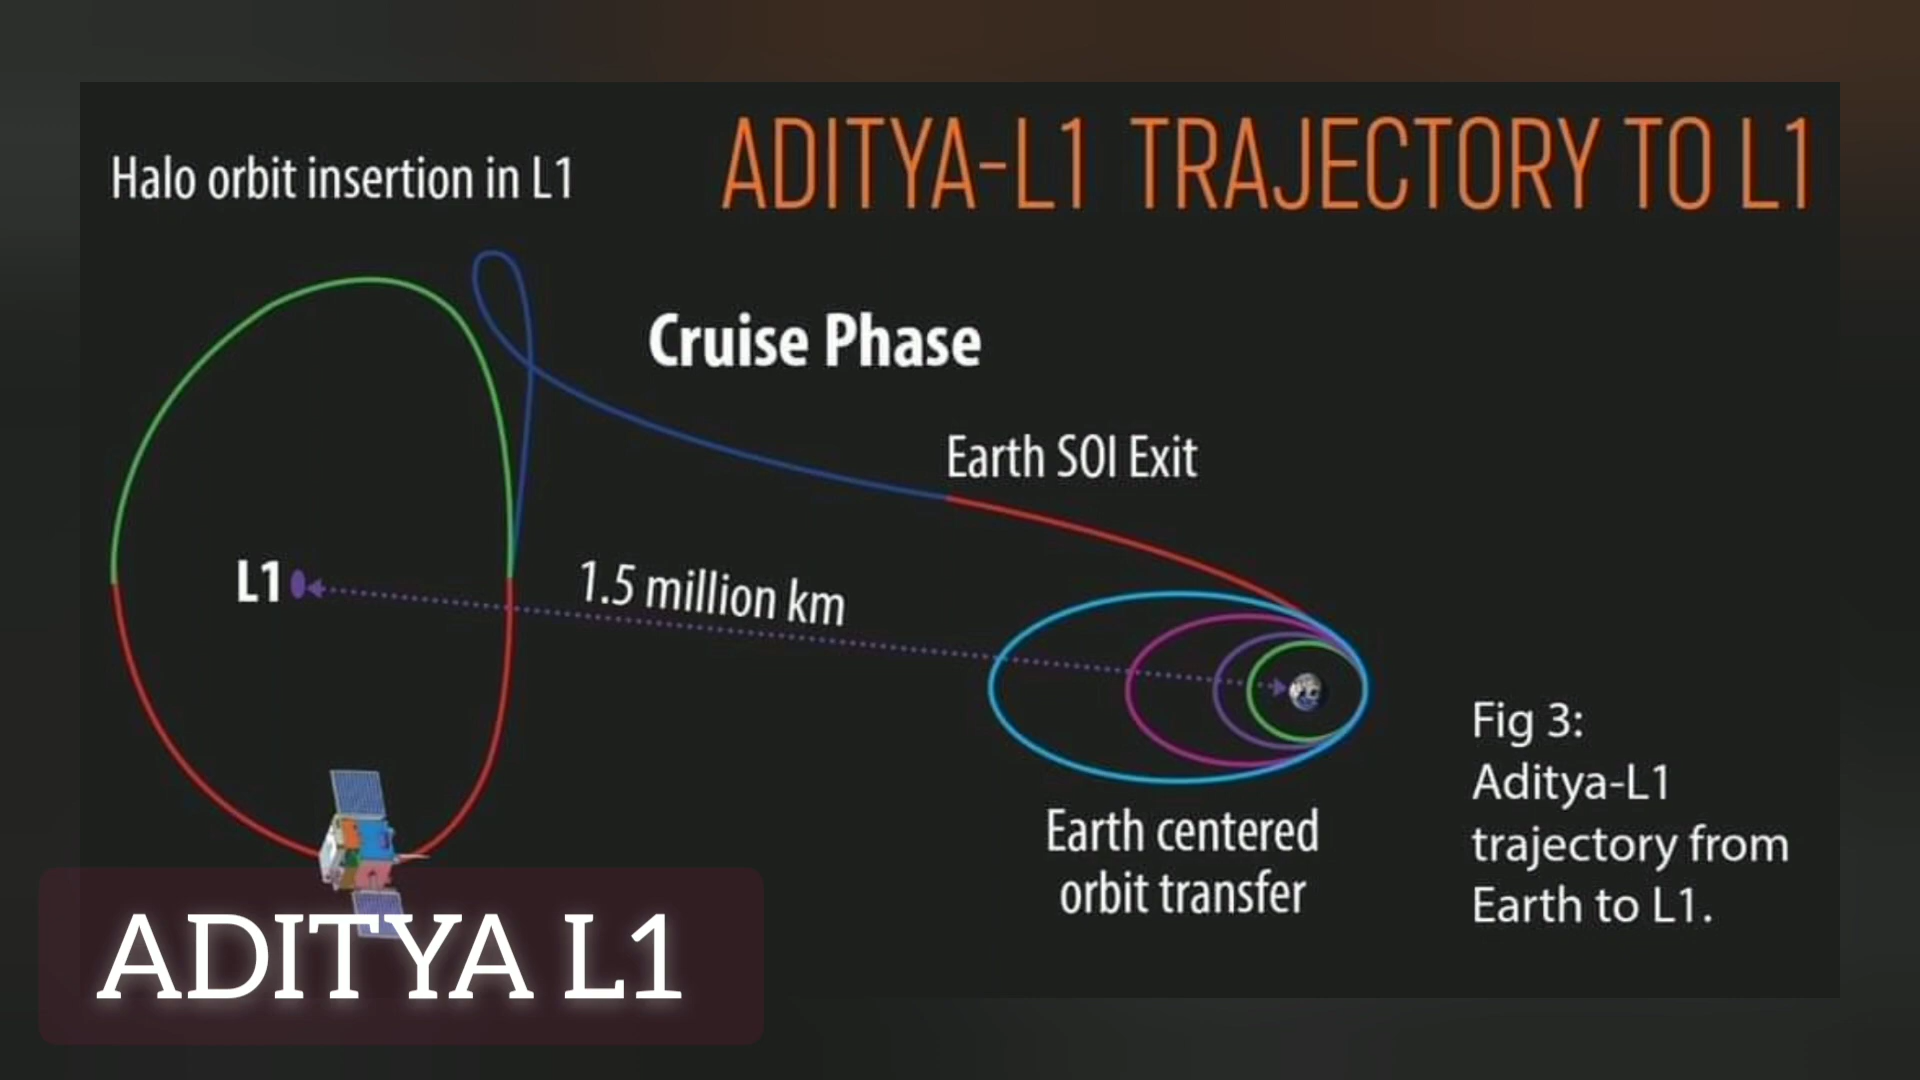 ADITYA-L1 TRAJECTORY TO L1
Halo orbit insertion in L1
Cruise Phase
Earth SOI Exit
L1
1.5 million km
Earth centered
orbit transfer
Fig 3:
Aditya-L1
trajectory from
Earth to L1.
ADITYA L1